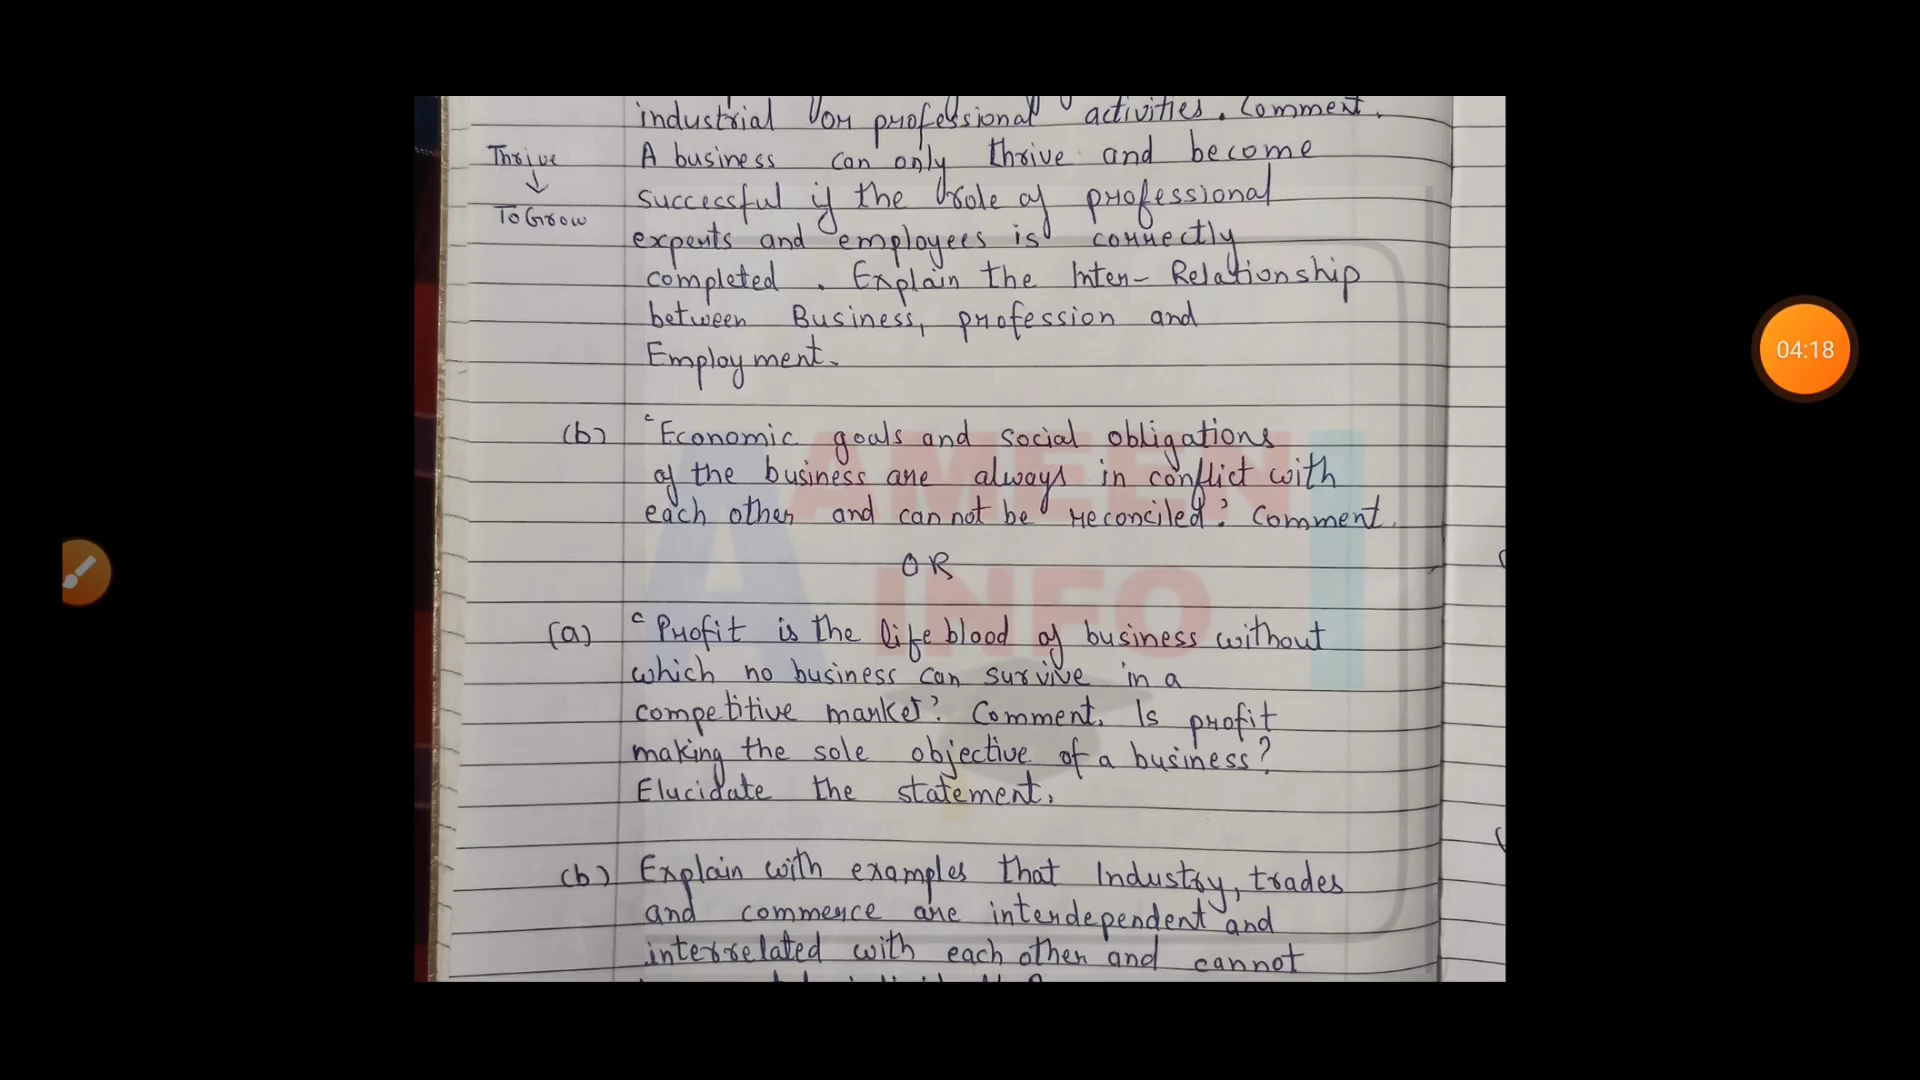 industrial or professional activities. Comment.
Thrive
↓
To Grow
A business can only thrive and become
successful if the role of professional
experts and employees is correctly
completed. Explain the Inter-Relationship
between Business, profession and
Employment.
(b) ‘Economic goals and social obligations
of the business are always in conflict with
each other and cannot be reconciled’. Comment.
OR
(a) ‘Profit is the life blood of business without
which no business can survive in a
competitive market’. Comment. Is profit
making the sole objective of a business?
Elucidate the statement.
(b) Explain with examples that Industry, trades
and commerce are interdependent and
interrelated with each other and cannot
AMEEN
INFO
04:18